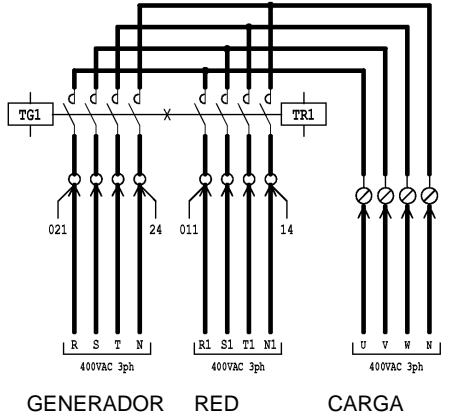 TG1 TR1
021 24 011 14
R S T N R1 S1 T1 N1 U V W N
400VAC 3ph 400VAC 3ph 400VAC 3ph
GENERADOR RED CARGA